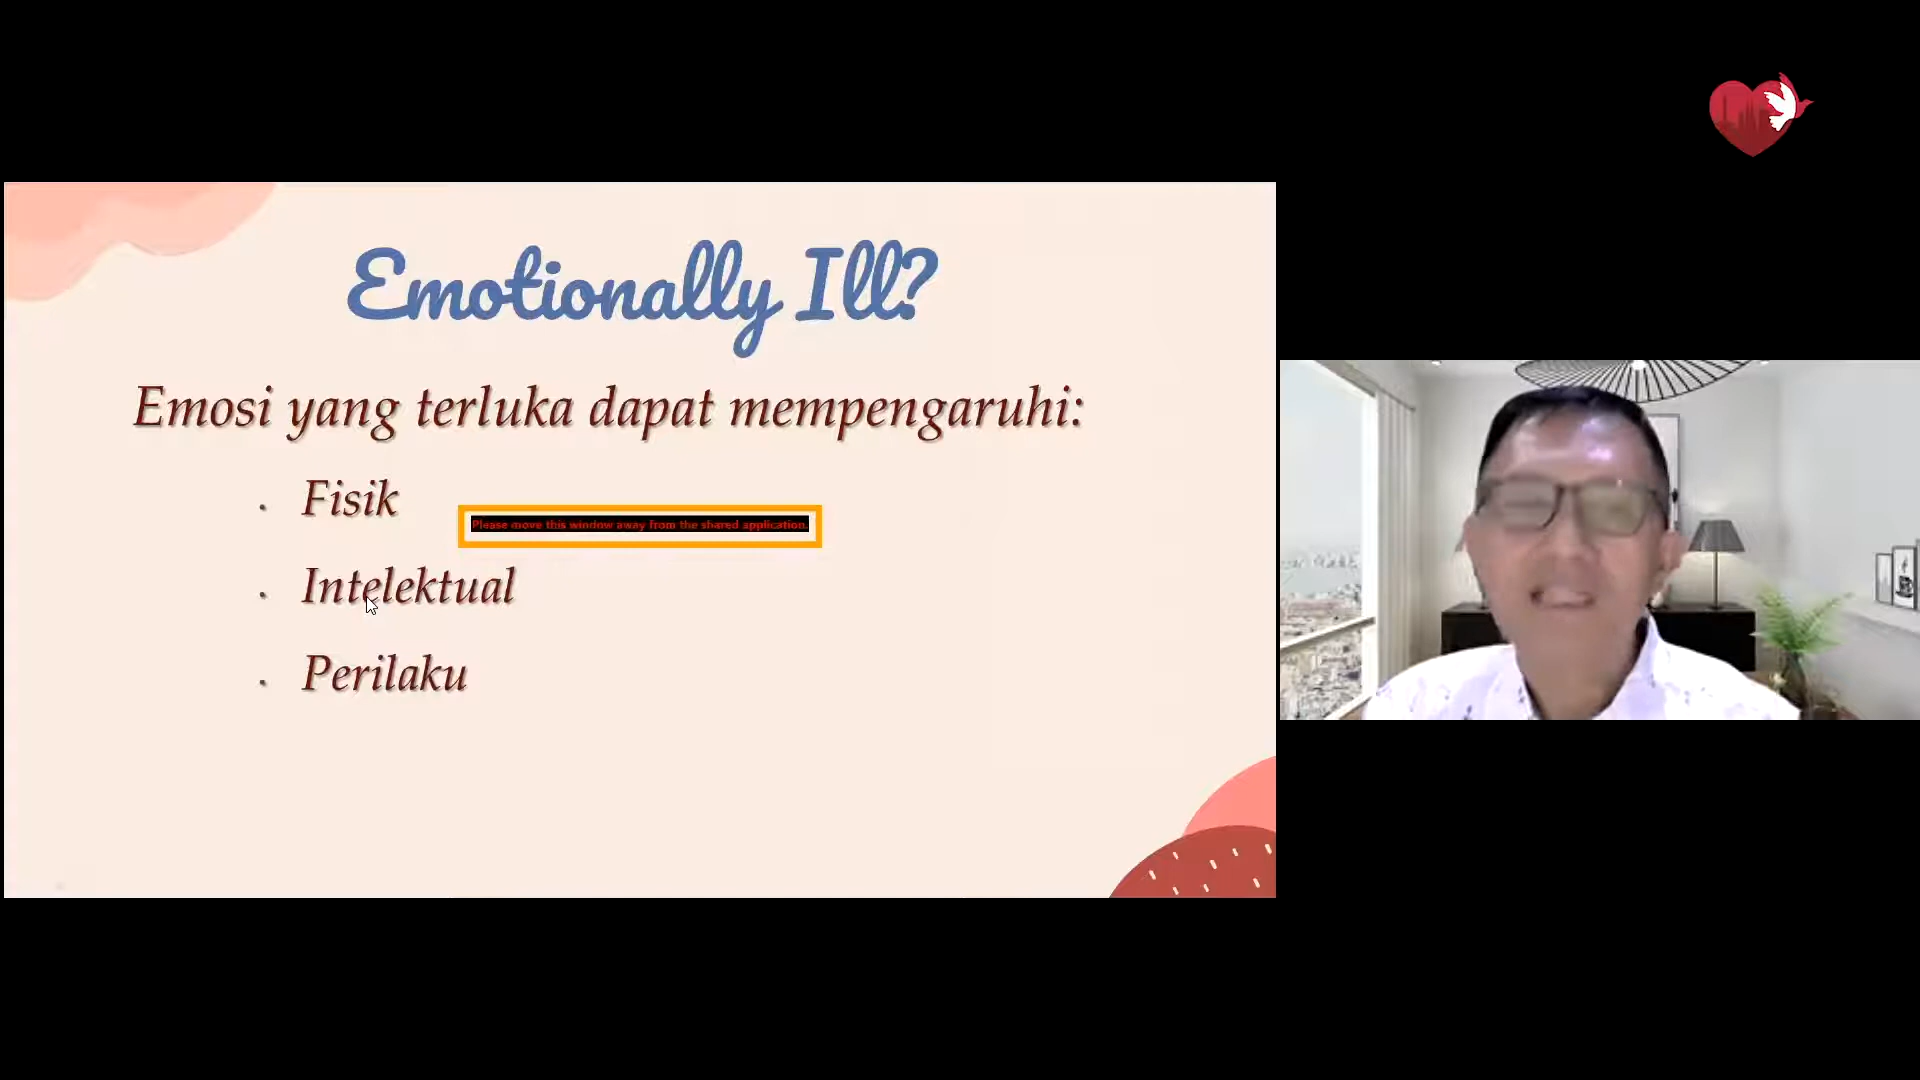 Emotionally Ill?
Emosi yang terluka dapat mempengaruhi:
• Fisik
Please move this window away from the shared application.
• Intelektual
• Perilaku